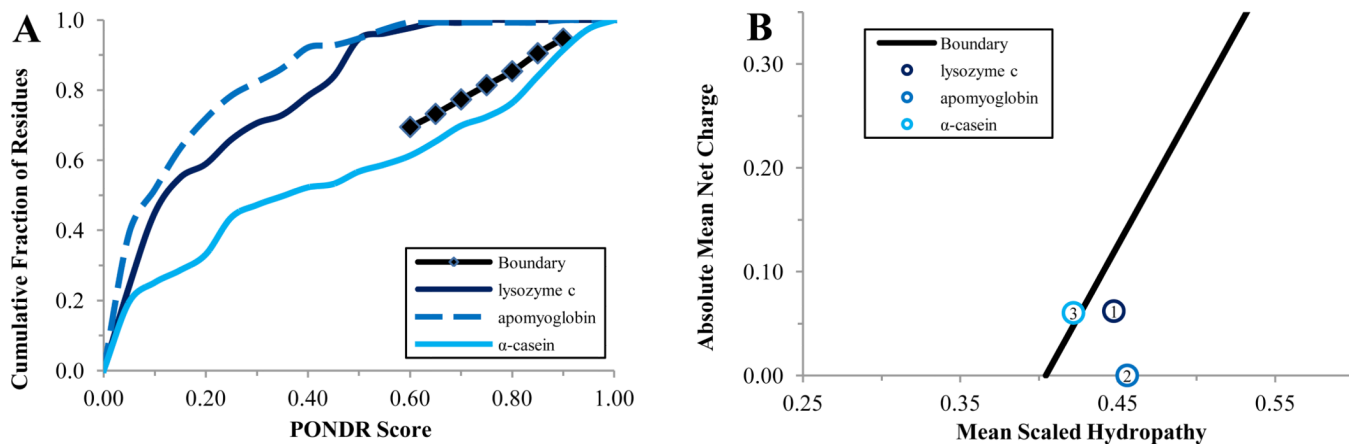 A
Cumulative Fraction of Residues
1.0
0.8
0.6
0.4
0.2
0.0
Boundary
lysozyme c
apomyoglobin
α-casein
0.00 0.20 0.40 0.60 0.80 1.00
PONDR Score
B
Absolute Mean Net Charge
0.30
0.20
0.10
0.00
Boundary
lysozyme c
apomyoglobin
α-casein
3
1
2
0.25 0.35 0.45 0.55
Mean Scaled Hydropathy